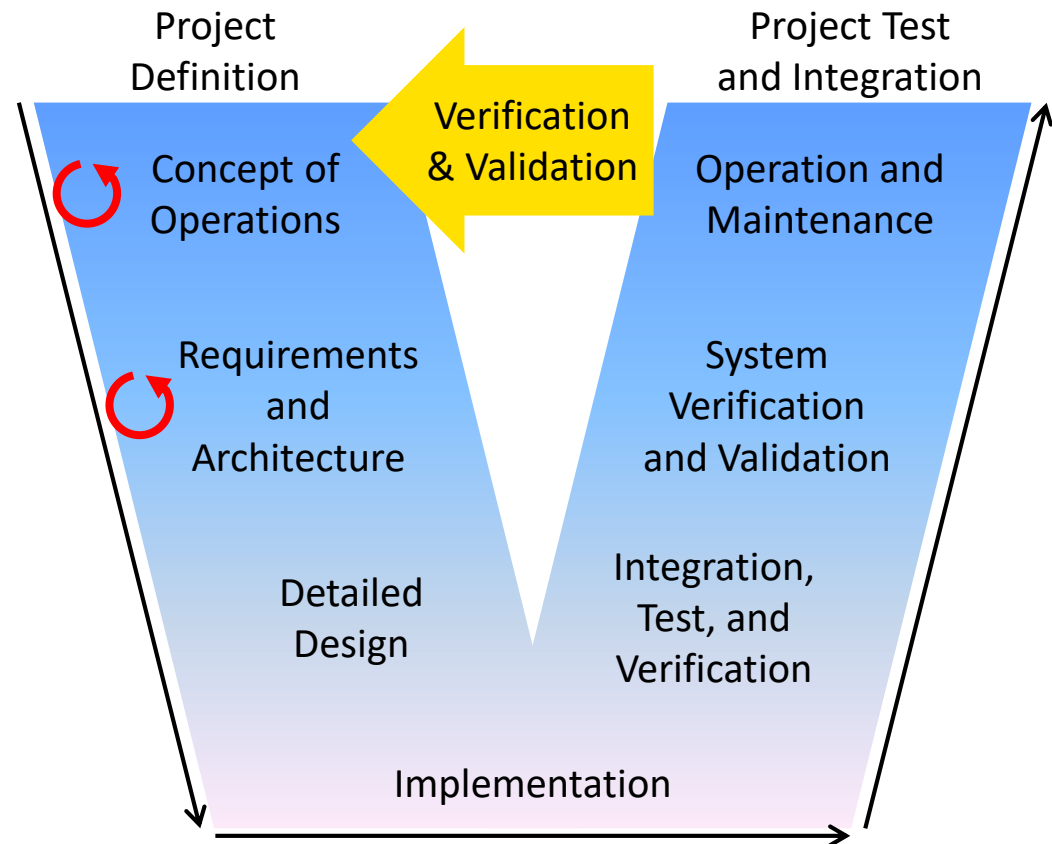 Project
Definition
Project Test
and Integration
Verification
& Validation
Concept of
Operations
Operation and
Maintenance
Requirements
and
Architecture
System
Verification
and Validation
Detailed
Design
Integration,
Test, and
Verification
Implementation